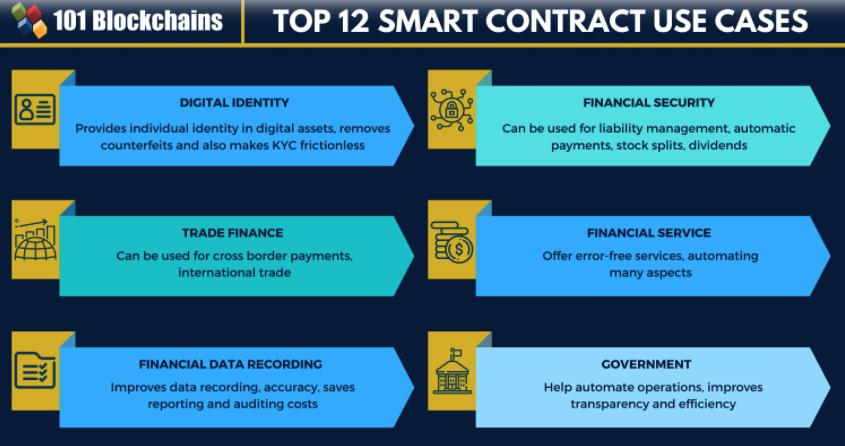 101 Blockchains
TOP 12 SMART CONTRACT USE CASES
DIGITAL IDENTITY
Provides individual identity in digital assets, removes
counterfeits and also makes KYC frictionless
FINANCIAL SECURITY
Can be used for liability management, automatic
payments, stock splits, dividends
TRADE FINANCE
Can be used for cross border payments,
international trade
FINANCIAL SERVICE
Offer error-free services, automating
many aspects
FINANCIAL DATA RECORDING
Improves data recording, accuracy, saves
reporting and auditing costs
GOVERNMENT
Help automate operations, improves
transparency and efficiency